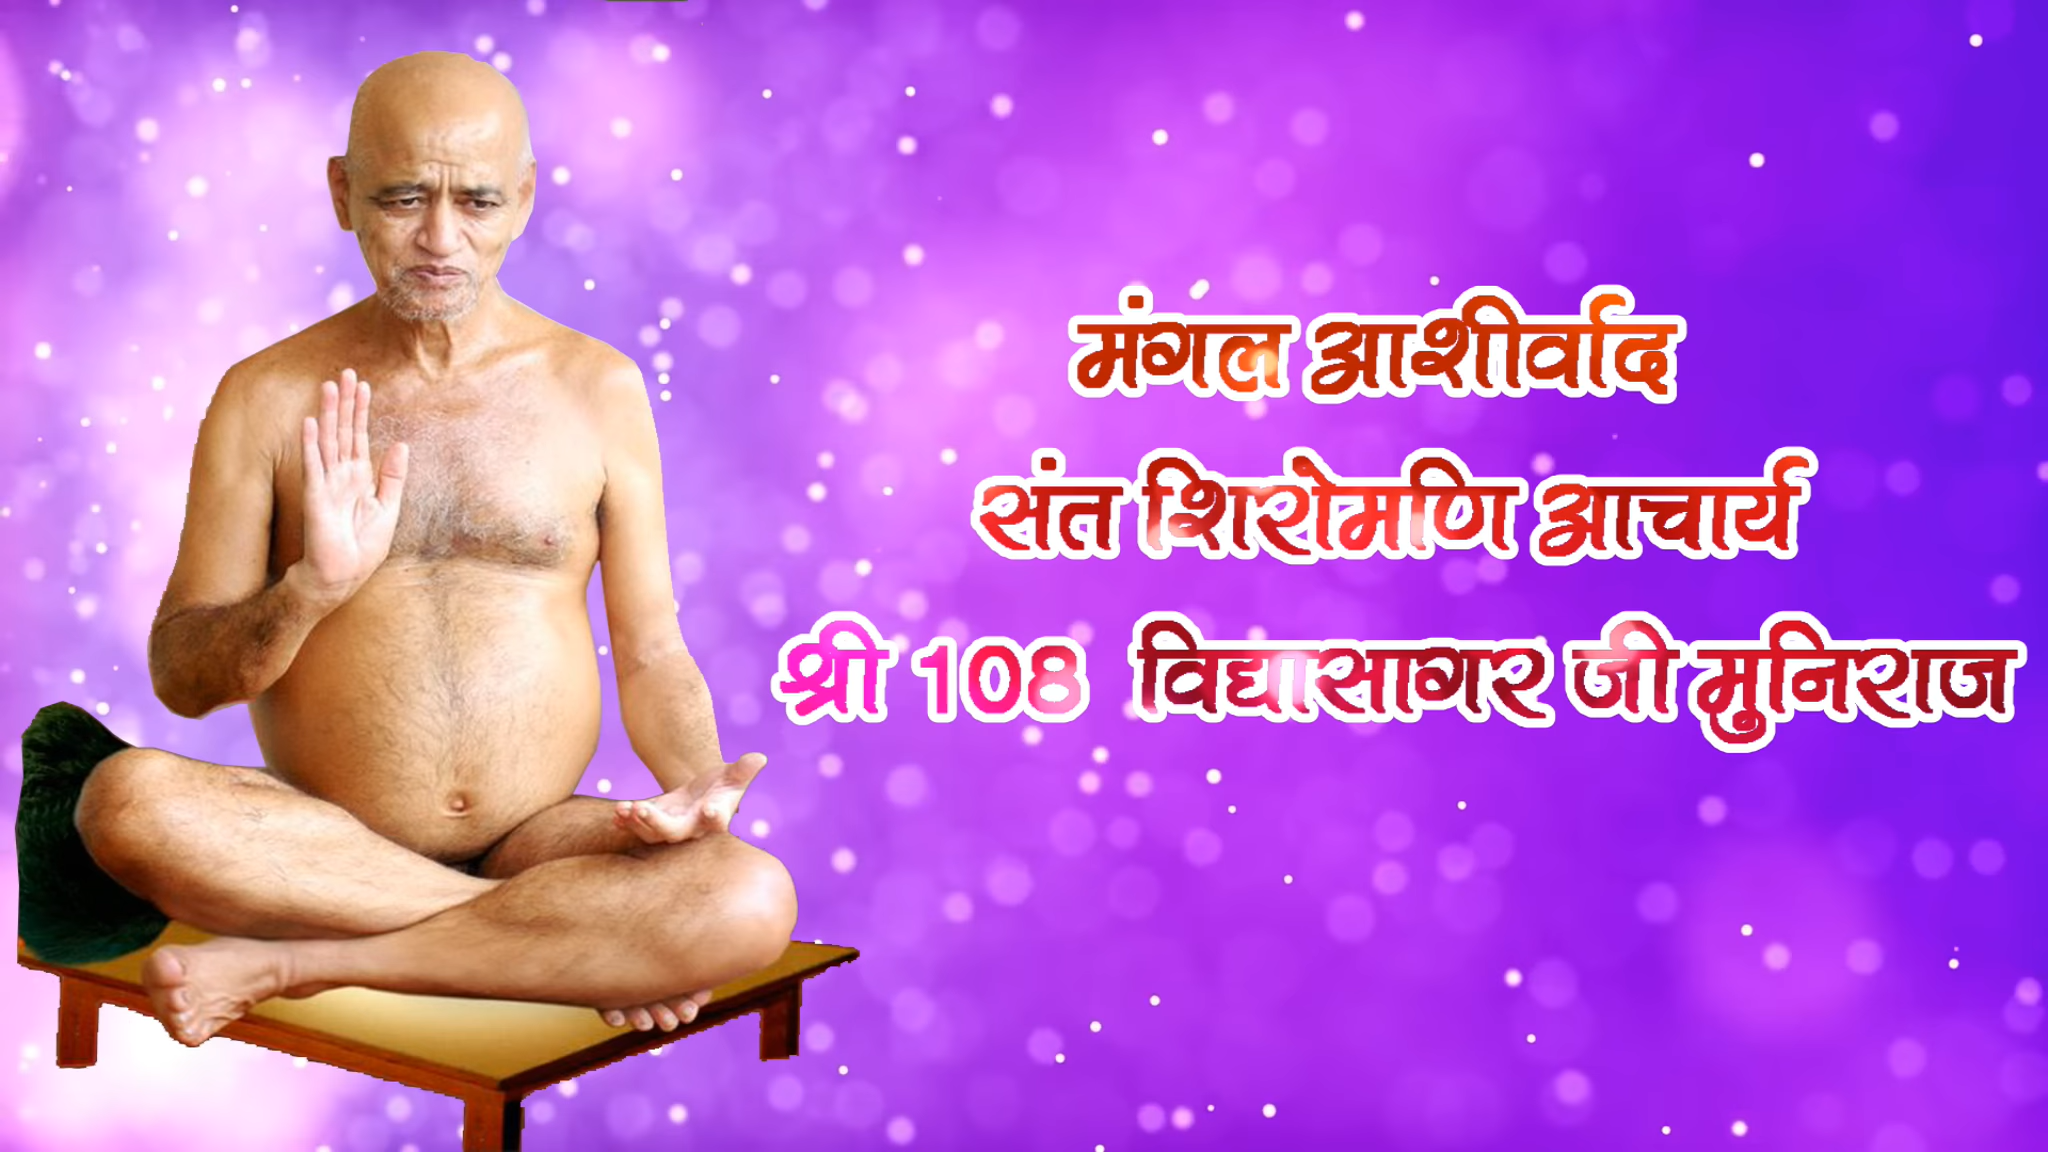 मंगल आशीर्वाद
संत शिरोमणि आचार्य
श्री 108 विद्यासागर जी मुनिराज